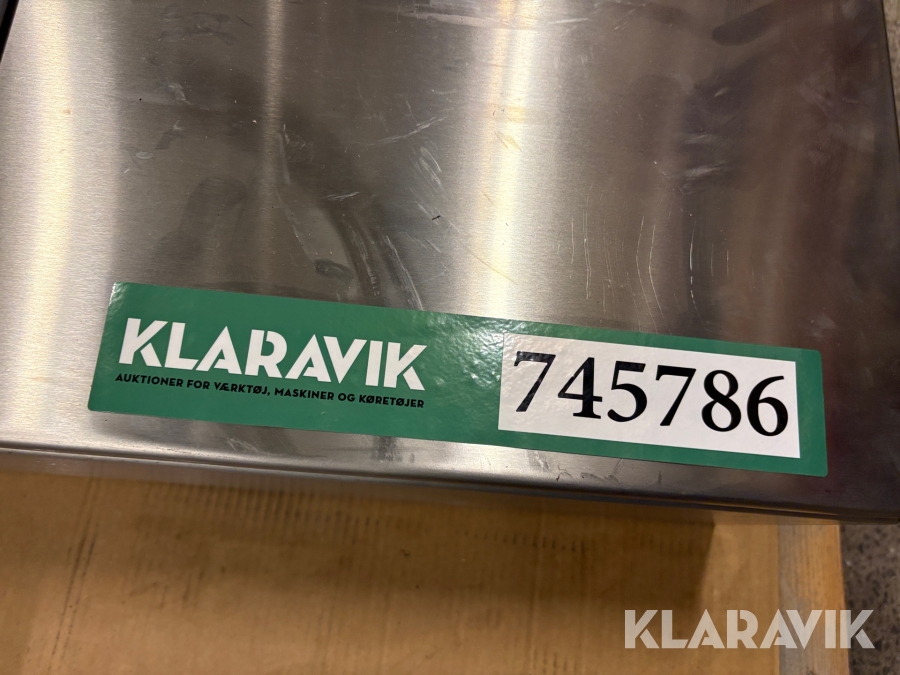 KLARAVIK
AUKTIONER FOR VÆRKTØJ, MASKINER OG KØRETØJER
745786
KLARAVIK